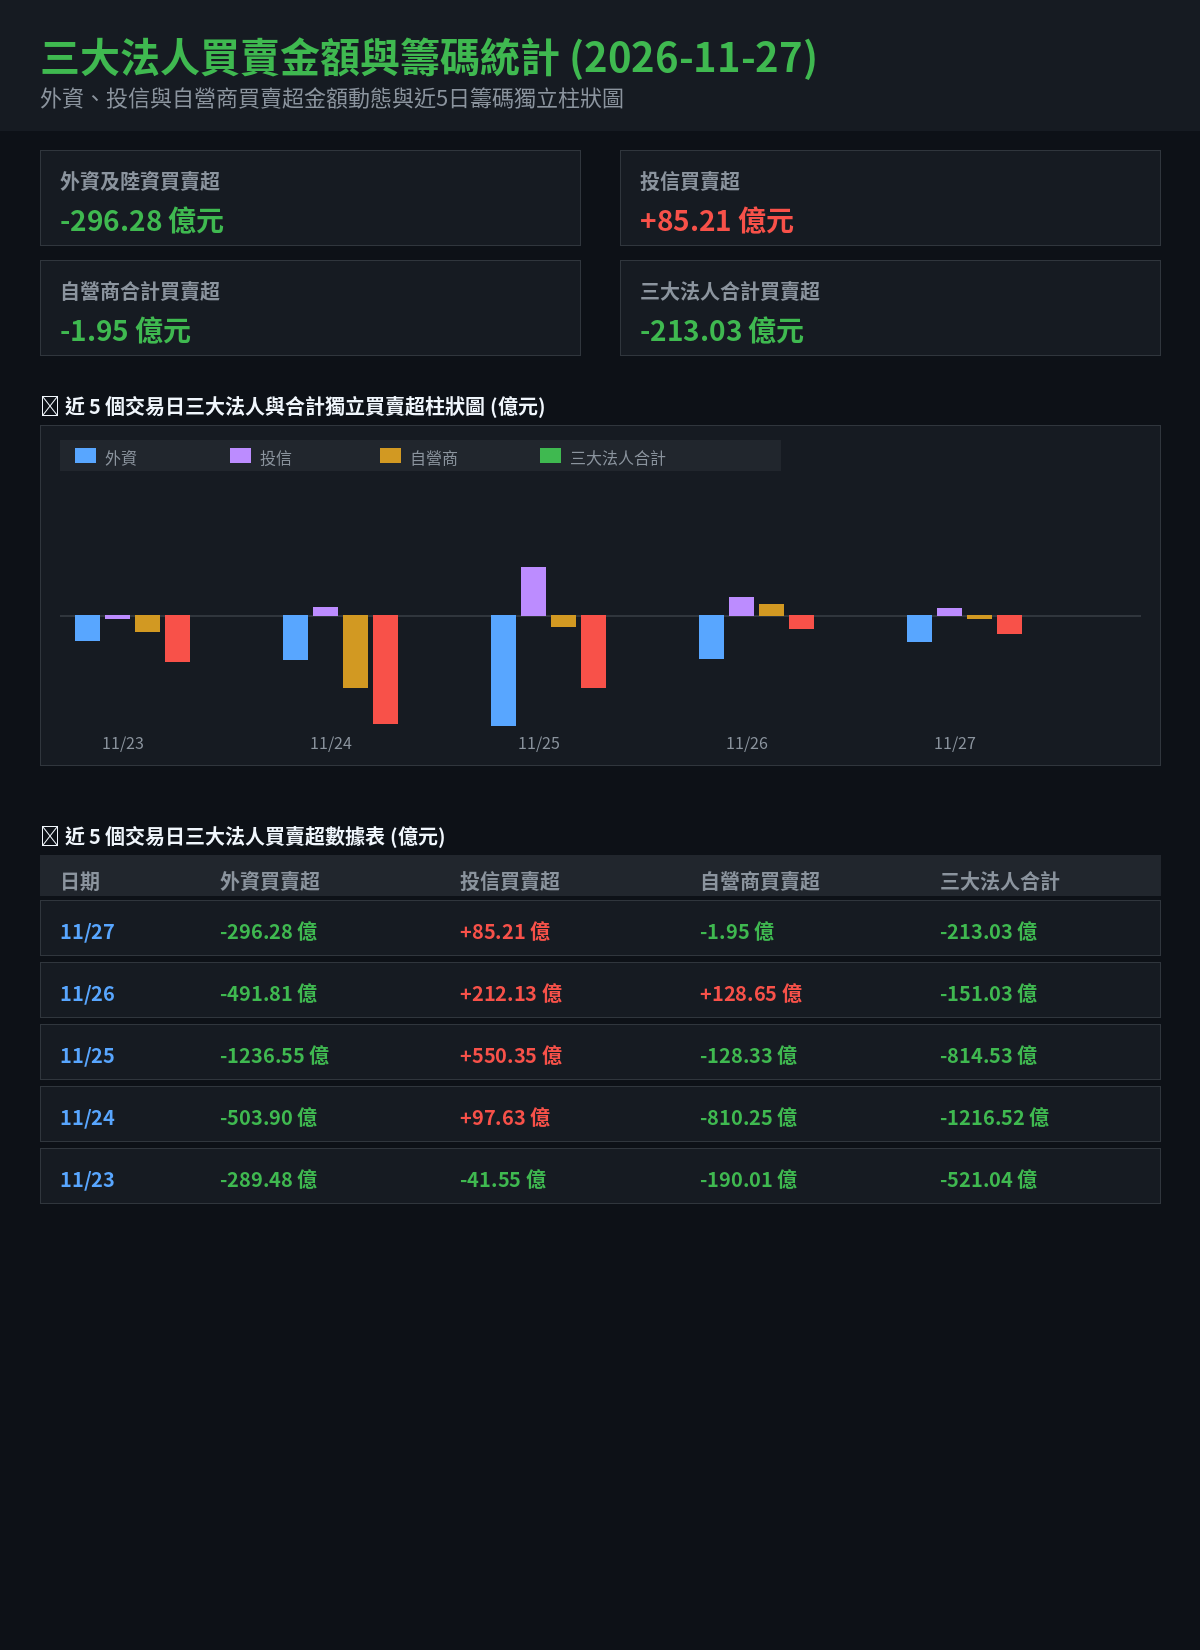 三大法人買賣金額與籌碼統計 (2026-11-27)
外資、投信與自營商買賣超金額動態與近5日籌碼獨立柱狀圖
外資及陸資買賣超
-296.28 億元
投信買賣超
+85.21 億元
自營商合計買賣超
-1.95 億元
三大法人合計買賣超
-213.03 億元
近 5 個交易日三大法人與合計獨立買賣超柱狀圖 (億元)
外資 投信 自營商 三大法人合計
11/23 11/24 11/25 11/26 11/27
近 5 個交易日三大法人買賣超數據表 (億元)
日期 外資買賣超 投信買賣超 自營商買賣超 三大法人合計
11/27 -296.28 億 +85.21 億 -1.95 億 -213.03 億
11/26 -491.81 億 +212.13 億 +128.65 億 -151.03 億
11/25 -1236.55 億 +550.35 億 -128.33 億 -814.53 億
11/24 -503.90 億 +97.63 億 -810.25 億 -1216.52 億
11/23 -289.48 億 -41.55 億 -190.01 億 -521.04 億